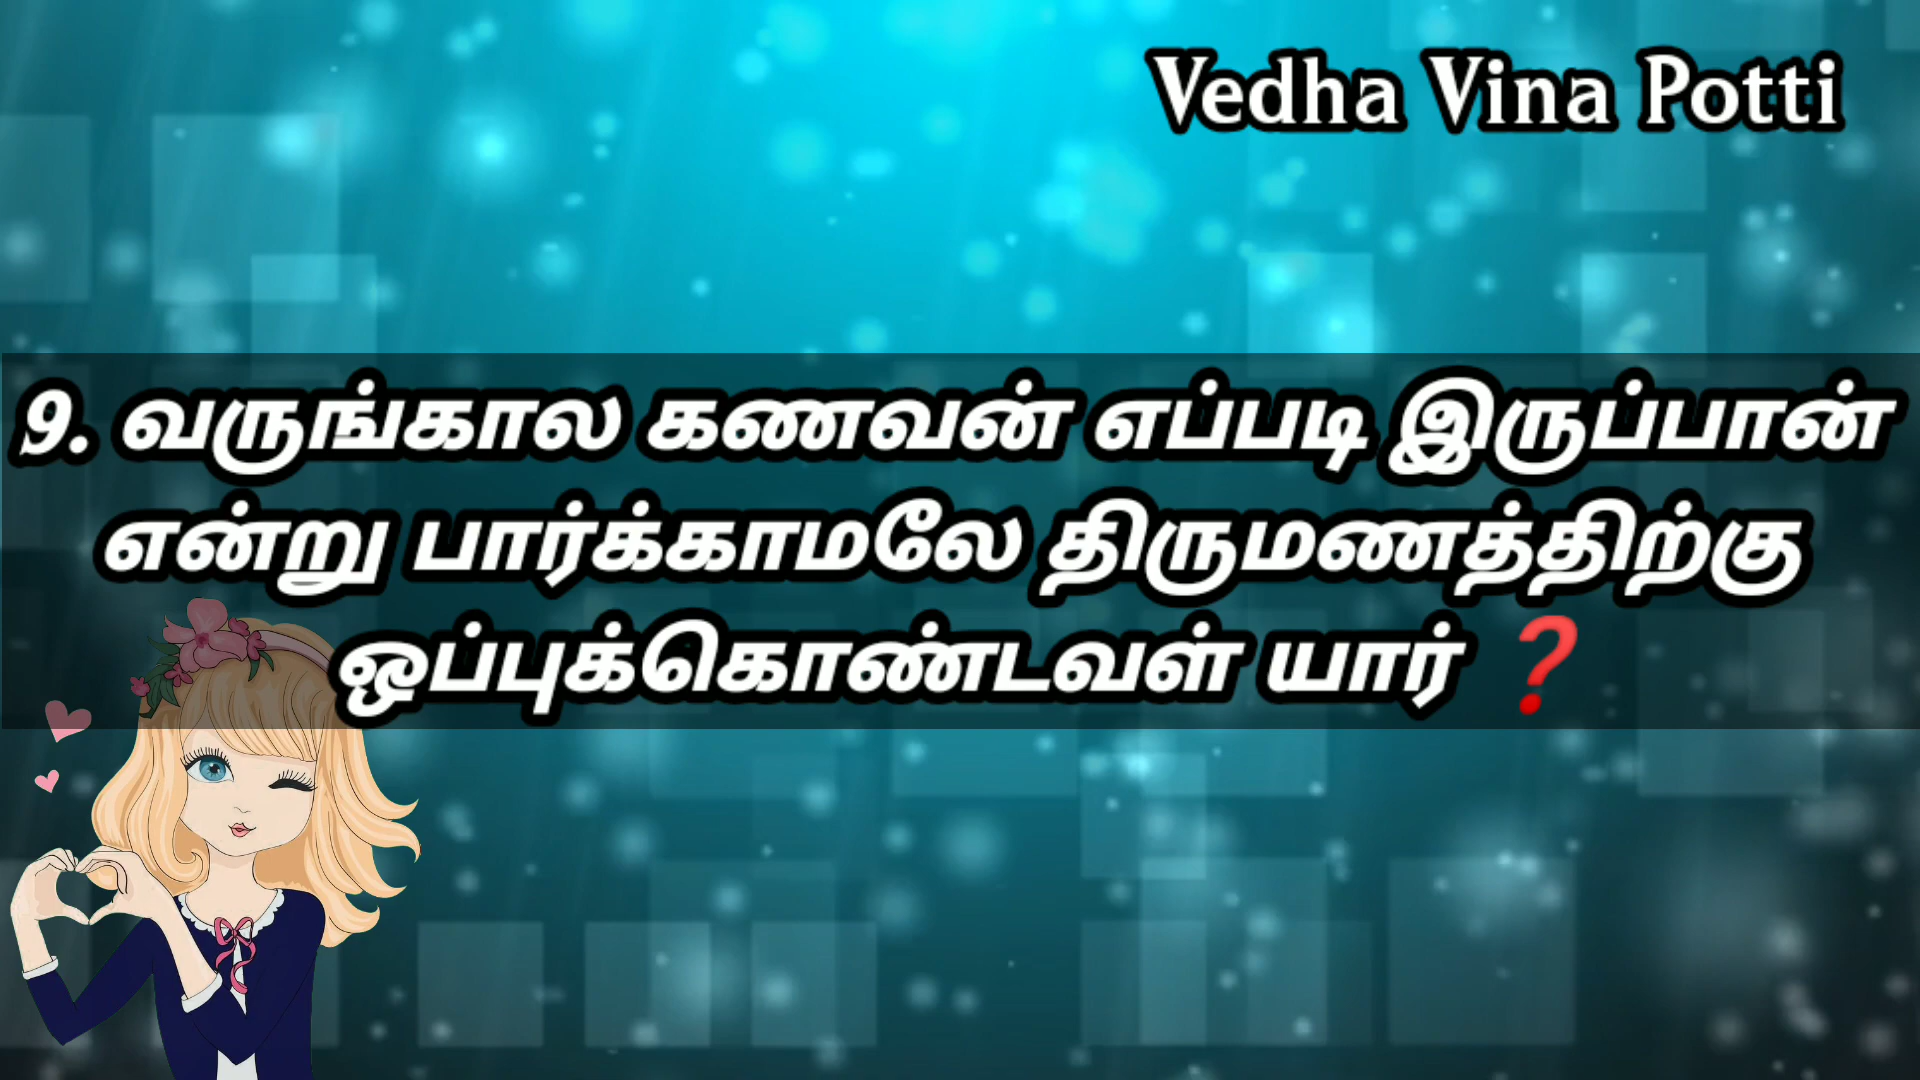 Vedha Vina Potti
9. வருங்கால கணவன் எப்படி இருப்பான்
என்று பார்க்காமலே திருமணத்திற்கு
ஒப்புக்கொண்டவள் யார் ❓